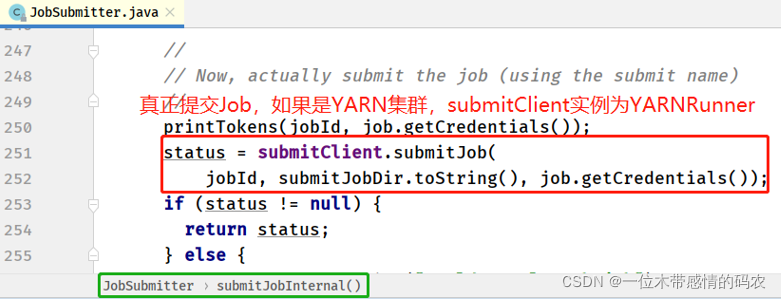 JobSubmitter.java
247 //
248 // Now, actually submit the job (using the submit name)
249 真正提交Job，如果是YARN集群，submitClient实例为YARNRunner
250 printTokens(jobId, job.getCredentials());
251 status = submitClient.submitJob(
252 jobId, submitJobDir.toString(), job.getCredentials());
253 if (status != null) {
254 return status;
255 } else {
JobSubmitter › submitJobInternal()
CSDN @一位木带感情的码农